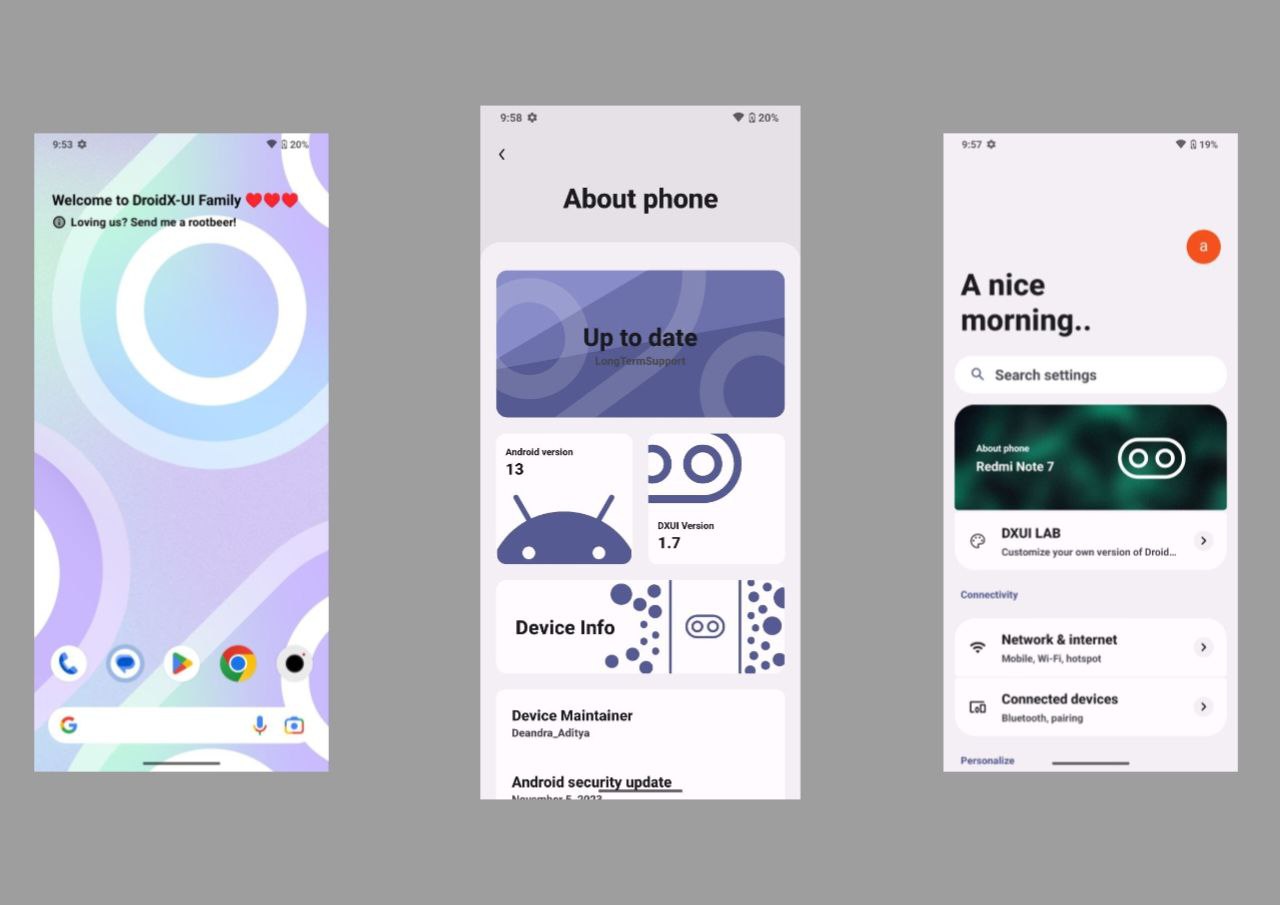 9:53
20%
Welcome to DroidX-UI Family ❤️❤️❤️
Loving us? Send me a rootbeer!
G
9:58
20%
About phone
Up to date
LongTermSupport
Android version
13
DXUI Version
1.7
Device Info
Device Maintainer
Deandra_Aditya
Android security update
November 5, 2023
9:57
19%
a
A nice
morning..
Search settings
About phone
Redmi Note 7
DXUI LAB
Customize your own version of Droid...
Connectivity
Network & internet
Mobile, Wi-Fi, hotspot
Connected devices
Bluetooth, pairing
Personalize